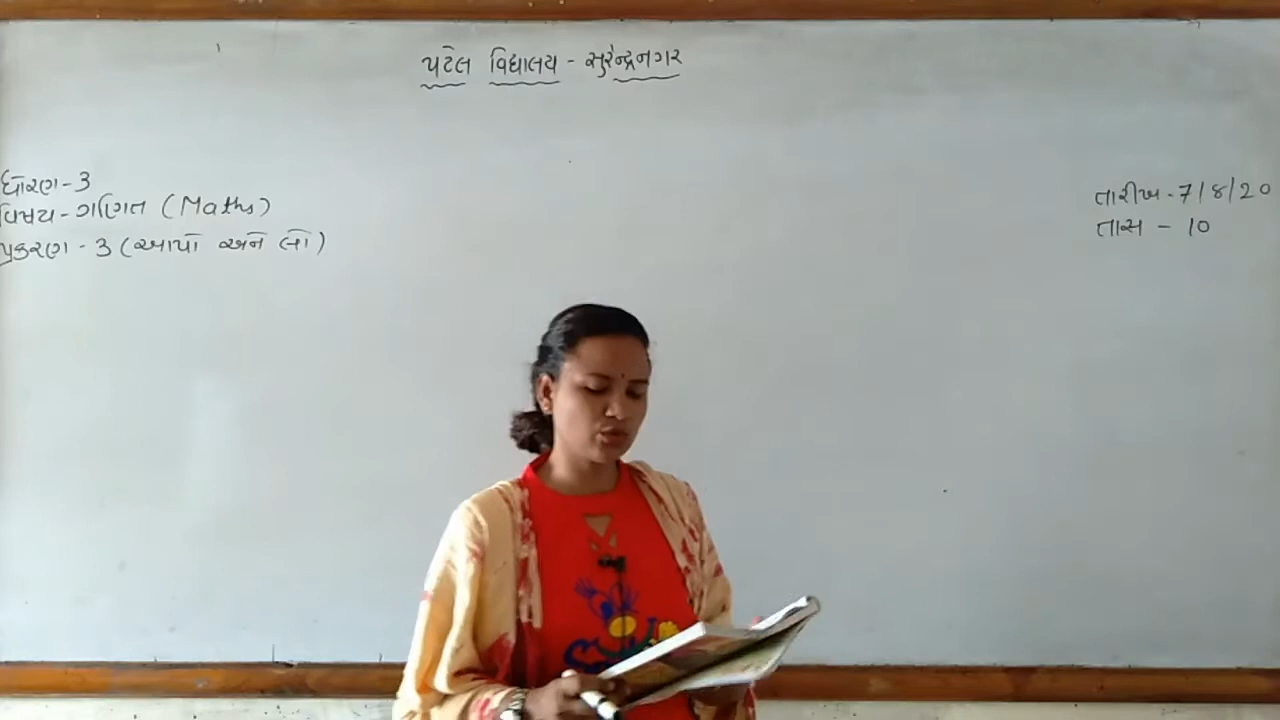 પટેલ વિદ્યાલય - સુરેન્દ્રનગર
ધોરણ - 3
વિષય - ગણિત (Maths)
પ્રકરણ - 3 (આપો અને લો)
તારીખ - 7/8/20
તાસ - 10